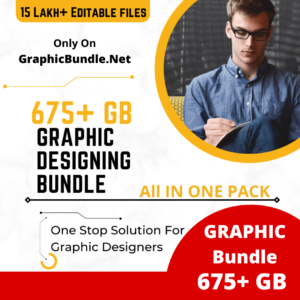 15 Lakh+ Editable files
Only On
GraphicBundle.Net
675+ GB
GRAPHIC
DESIGNING
BUNDLE
All IN ONE PACK
One Stop Solution For
Graphic Designers
GRAPHIC
Bundle
675+ GB